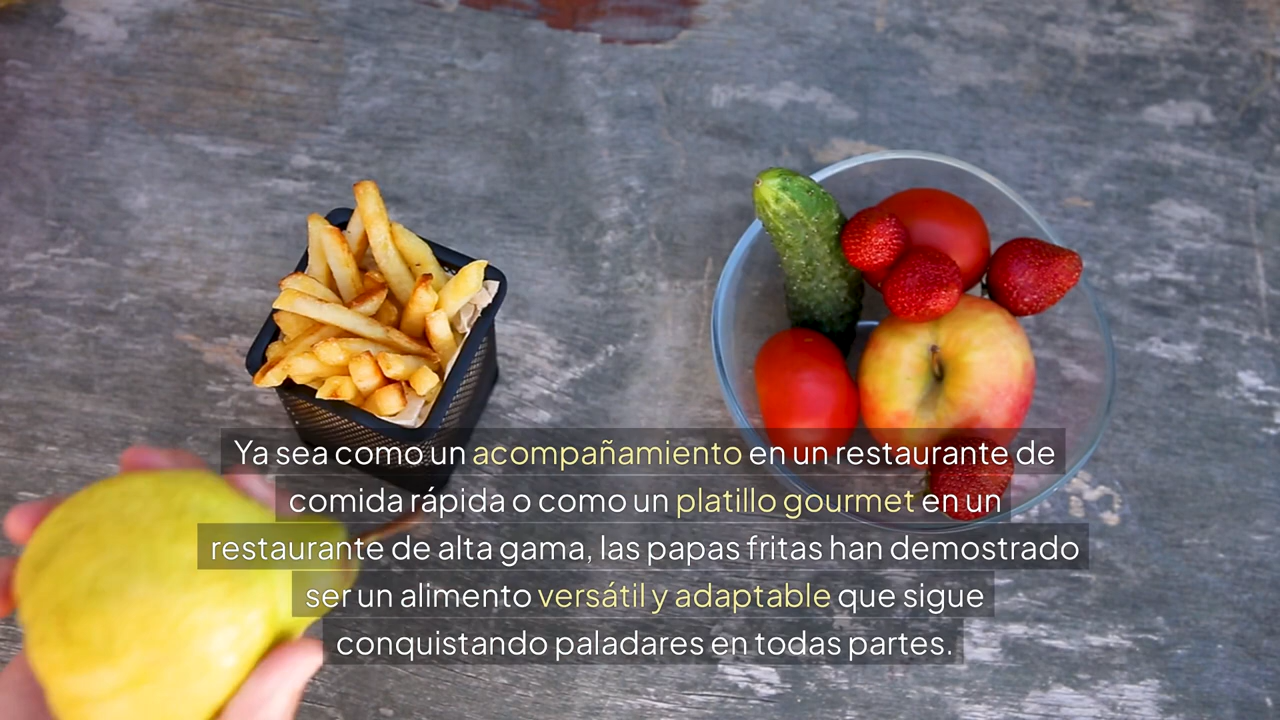 Ya sea como un acompañamiento en un restaurante de
comida rápida o como un platillo gourmet en un
restaurante de alta gama, las papas fritas han demostrado
ser un alimento versátil y adaptable que sigue
conquistando paladares en todas partes.